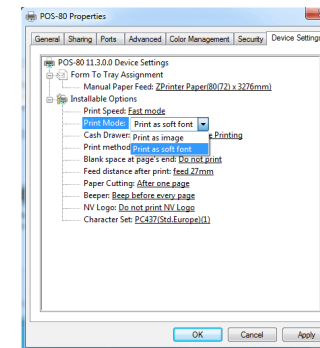 POS-80 Properties
General Sharing Ports Advanced Color Management Security Device Settings
POS-80 11.3.0.0 Device Settings
Form To Tray Assignment
Manual Paper Feed: ZPrinter Paper(80(72) x 3276mm)
Installable Options
Print Speed: Fast mode
Print Mode: Print as soft font
Cash Drawer: Print as image e Printing
Print method Print as soft font
Blank space at page's end: Do not print
Feed distance after print: feed 27mm
Paper Cutting: After one page
Beeper: Beep before every page
NV Logo: Do not print NV Logo
Character Set: PC437(Std.Europe)(1)
OK Cancel Apply